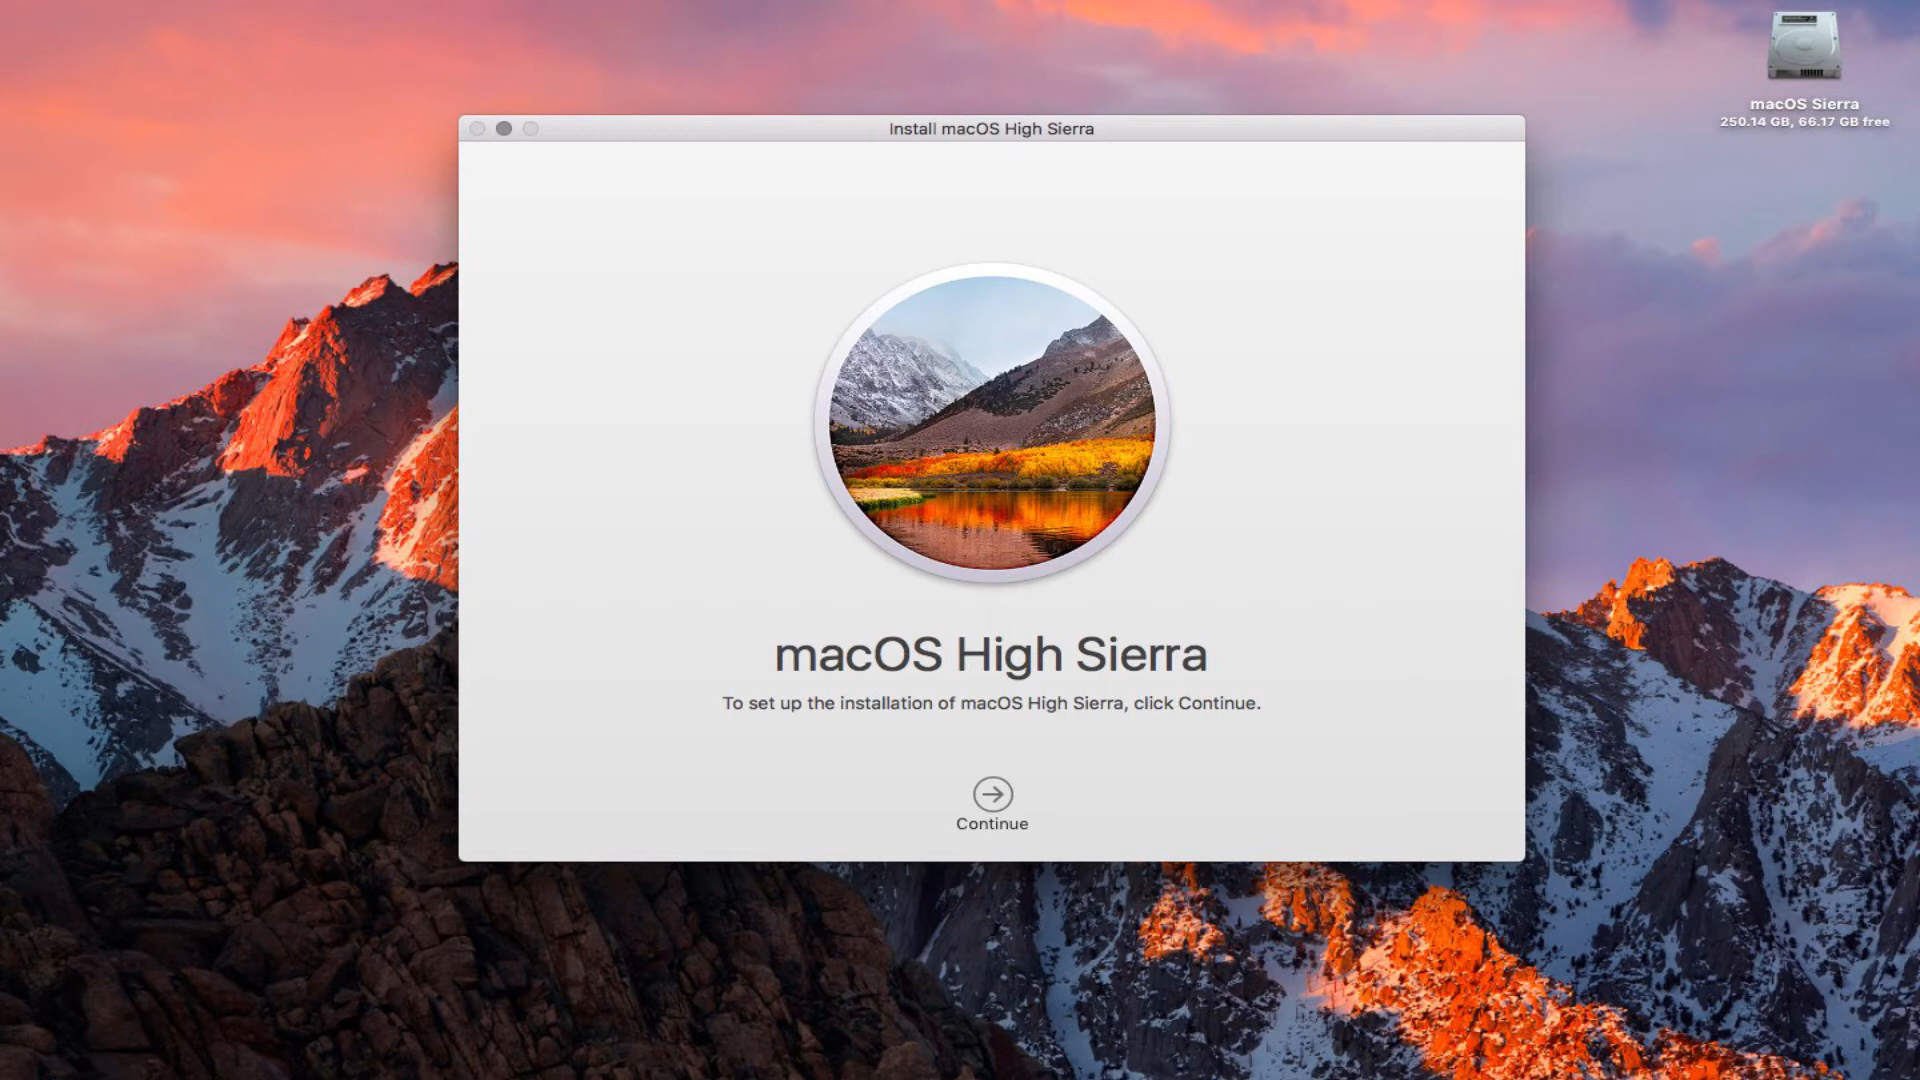 Install macOS High Sierra
macOS Sierra
250.14 GB, 66.17 GB free
macOS High Sierra
To set up the installation of macOS High Sierra, click Continue.
Continue